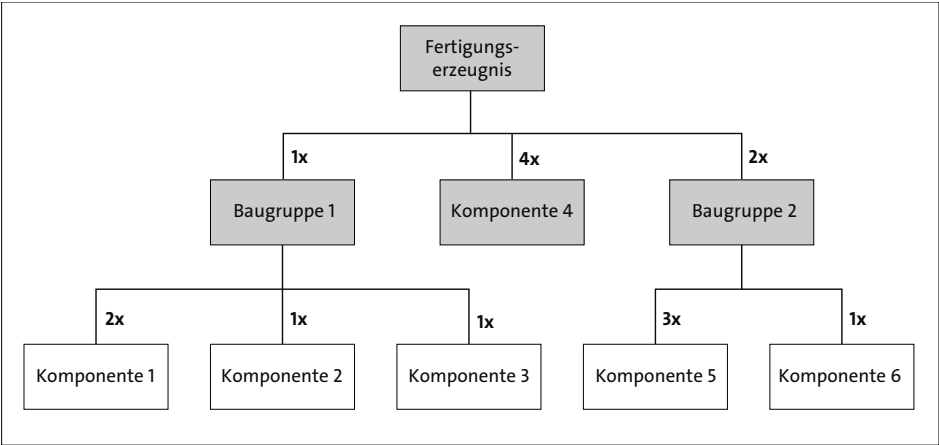 Fertigungs-
erzeugnis
1x
4x
2x
Baugruppe 1
Komponente 4
Baugruppe 2
2x
1x
1x
3x
1x
Komponente 1
Komponente 2
Komponente 3
Komponente 5
Komponente 6